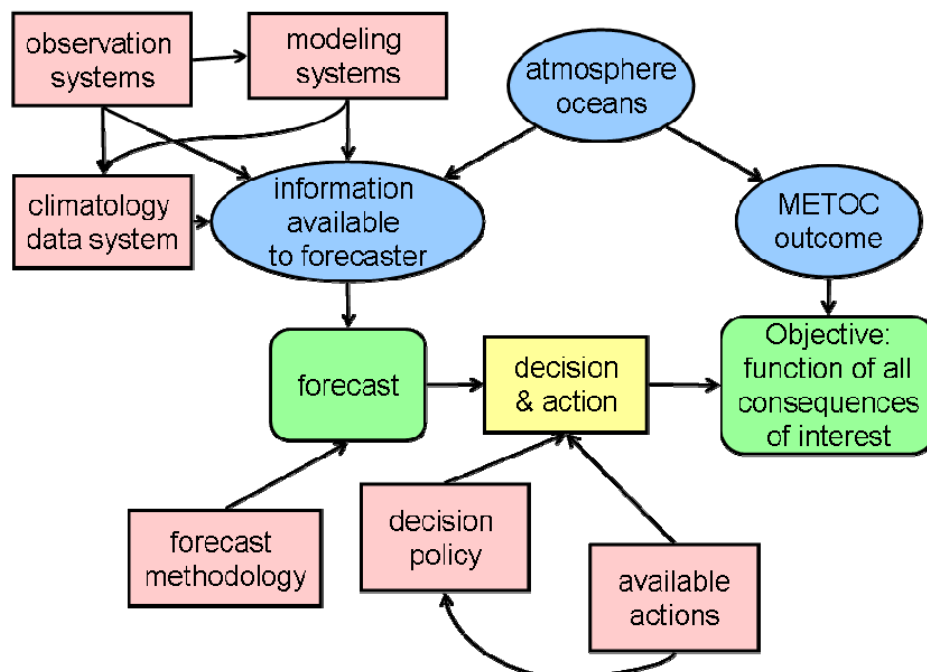 observation
systems
modeling
systems
atmosphere
oceans
climatology
data system
information
available
to forecaster
METOC
outcome
forecast
decision
& action
Objective:
function of all
consequences
of interest
forecast
methodology
decision
policy
available
actions